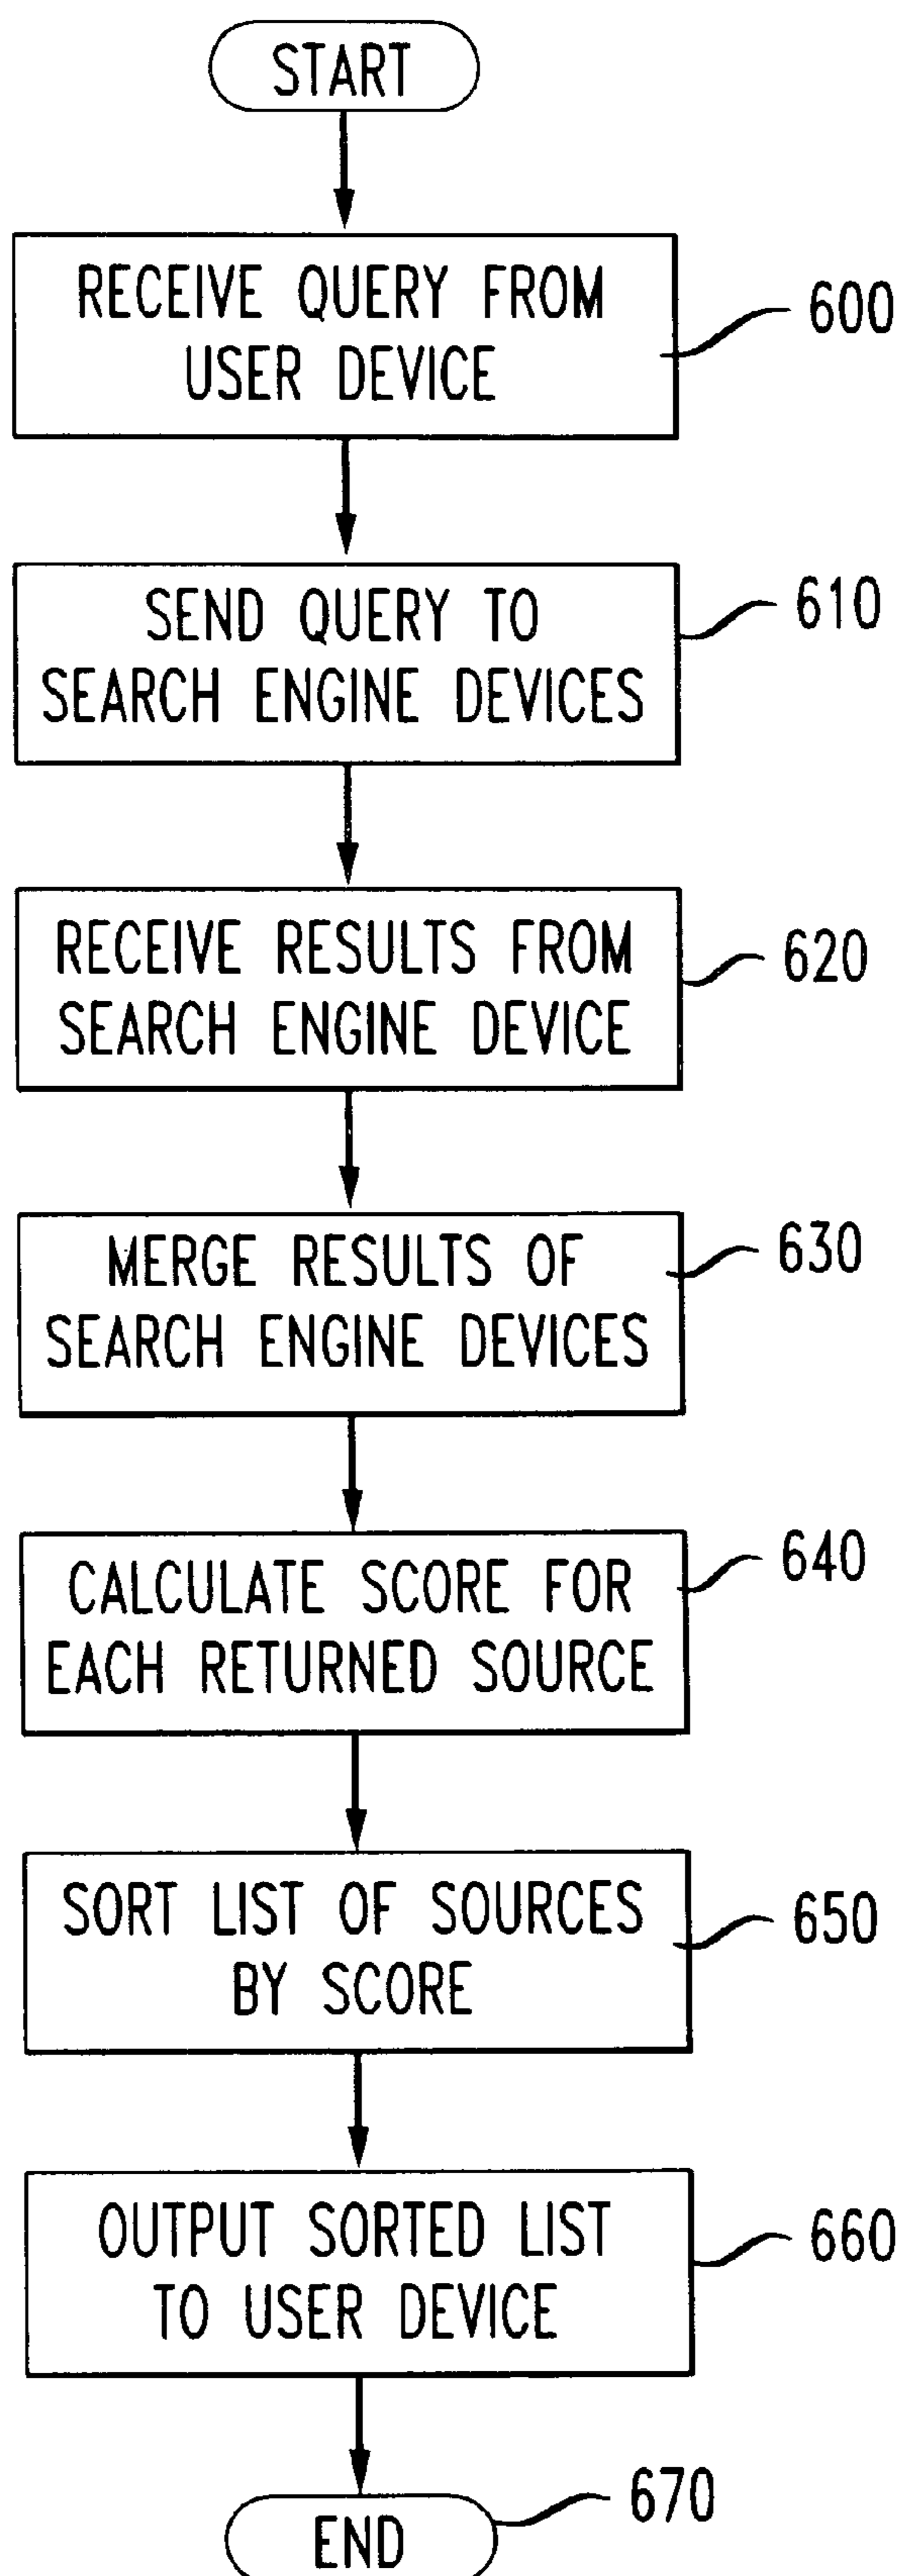 START
RECEIVE QUERY FROM
USER DEVICE
600
SEND QUERY TO
SEARCH ENGINE DEVICES
610
RECEIVE RESULTS FROM
SEARCH ENGINE DEVICE
620
MERGE RESULTS OF
SEARCH ENGINE DEVICES
630
CALCULATE SCORE FOR
EACH RETURNED SOURCE
640
SORT LIST OF SOURCES
BY SCORE
650
OUTPUT SORTED LIST
TO USER DEVICE
660
END
670